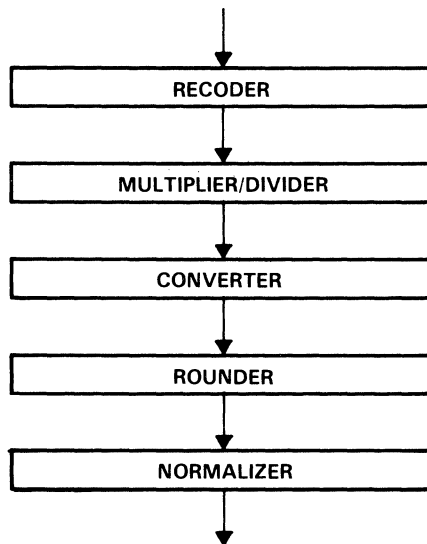 RECODER
MULTIPLIER/DIVIDER
CONVERTER
ROUNDER
NORMALIZER